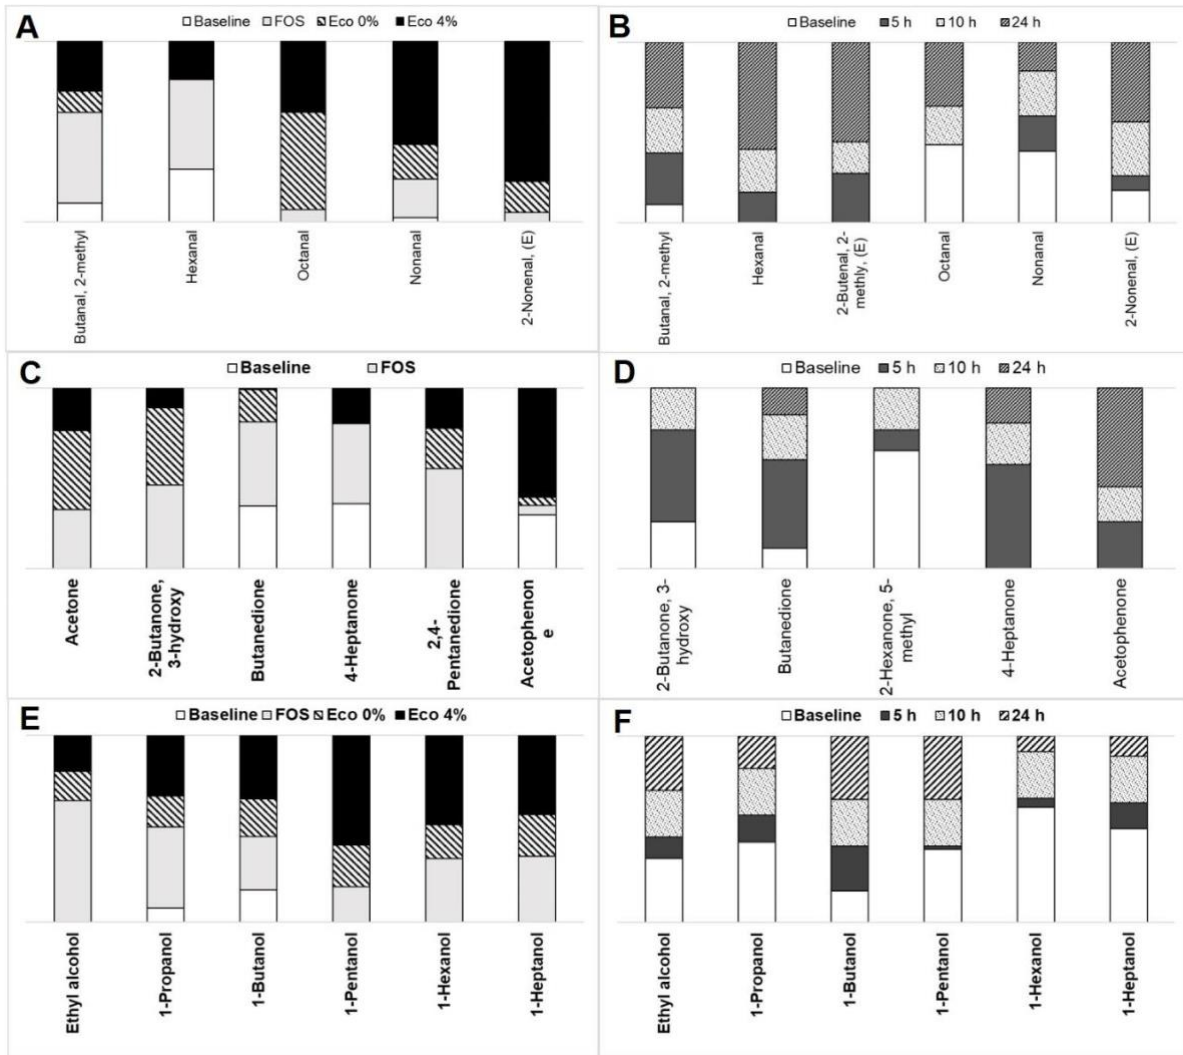 A
Baseline FOS Eco 0% Eco 4%
Butanal, 2-methyl
Hexanal
Octanal
Nonanal
2-Nonenal, (E)
B
Baseline 5 h 10 h 24 h
Butanal, 2-methyl
Hexanal
2-Butenal, 2-
methly, (E)
Octanal
Nonanal
2-Nonenal, (E)
C
Baseline FOS
Acetone
2-Butanone,
3-hydroxy
Butanedione
4-Heptanone
2,4-
Pentanedione
Acetophenon
e
D
Baseline 5 h 10 h 24 h
2-Butanone, 3-
hydroxy
Butanedione
2-Hexanone, 5-
methyl
4-Heptanone
Acetophenone
E
Baseline FOS Eco 0% Eco 4%
Ethyl alcohol
1-Propanol
1-Butanol
1-Pentanol
1-Hexanol
1-Heptanol
F
Baseline 5 h 10 h 24 h
Ethyl alcohol
1-Propanol
1-Butanol
1-Pentanol
1-Hexanol
1-Heptanol